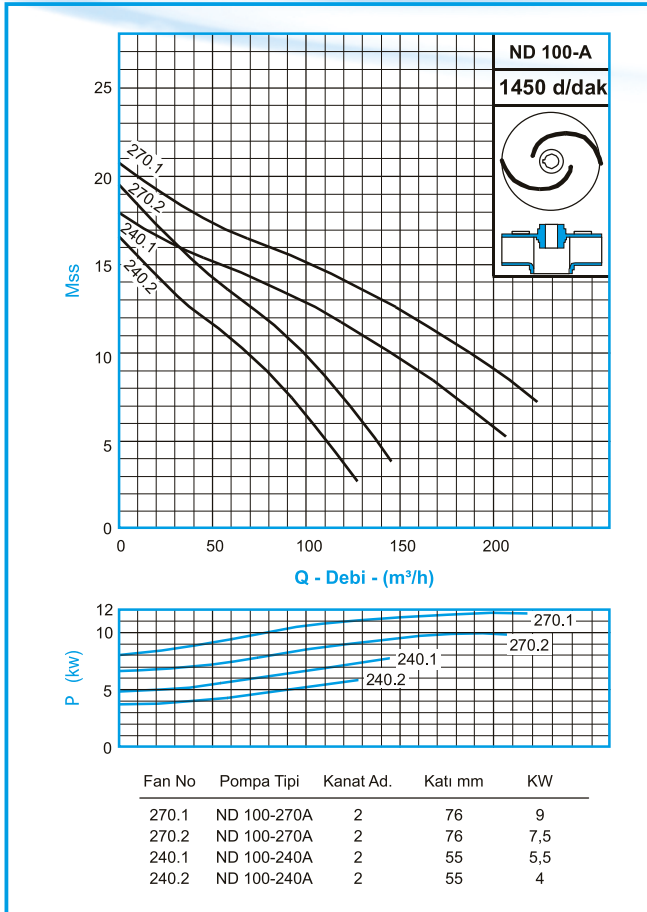 ND 100-A
1450 d/dak
25
20
15
10
5
0
Mss
270.1
270.2
240.1
240.2
0 50 100 150 200
Q - Debi - (m³/h)
12
10
5
0
P (kw)
270.1
270.2
240.1
240.2
Fan No Pompa Tipi Kanat Ad. Katı mm KW
270.1 ND 100-270A 2 76 9
270.2 ND 100-270A 2 76 7,5
240.1 ND 100-240A 2 55 5,5
240.2 ND 100-240A 2 55 4